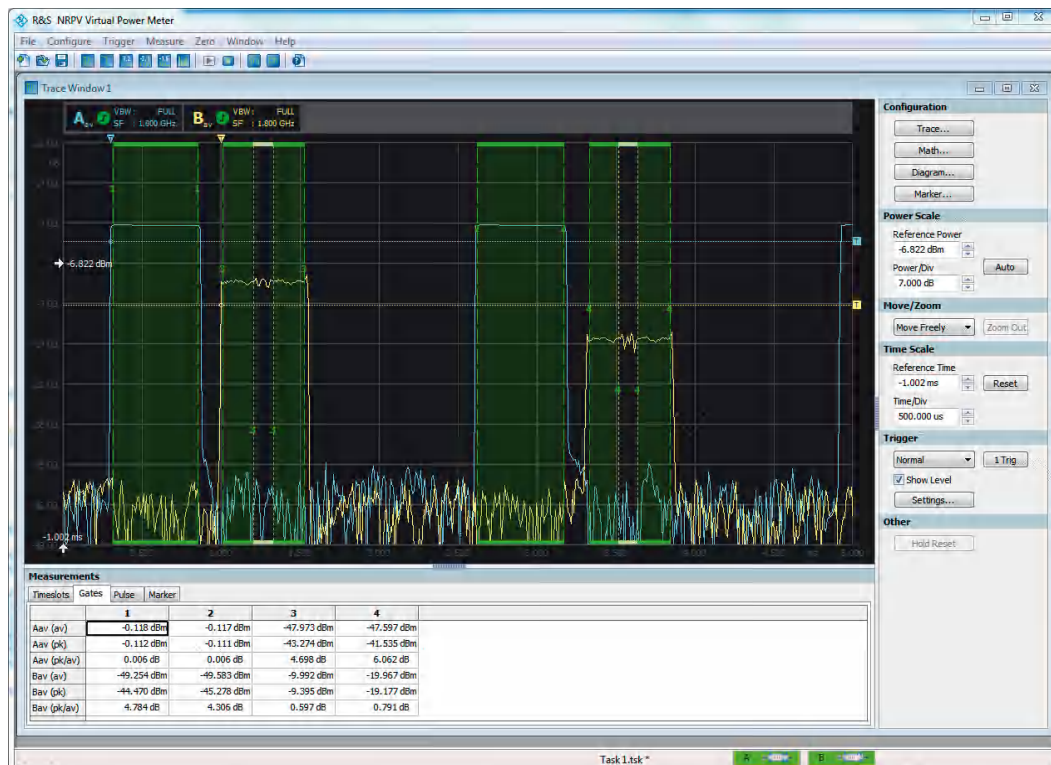 R&S NRPV Virtual Power Meter
File Configure Trigger Measure Zero Window Help
Trace Window 1
A av VBW: FULL
SF : 1.800 GHz
B av VBW: FULL
SF : 1.800 GHz
-6.822 dBm
-1.002 ms
T
T
Configuration
Trace...
Math...
Diagram...
Marker...
Power Scale
Reference Power
-6.822 dBm
Power/Div
7.000 dB
Auto
Move/Zoom
Move Freely
Zoom Out
Time Scale
Reference Time
-1.002 ms
Reset
Time/Div
500.000 us
Trigger
Normal
1 Trig
Show Level
Settings...
Other
Hold Reset
Measurements
Timeslots Gates Pulse Marker
1 2 3 4
Aav (av) -0.118 dBm -0.117 dBm -47.973 dBm -47.597 dBm
Aav (pk) -0.112 dBm -0.111 dBm -43.274 dBm -41.535 dBm
Aav (pk/av) 0.006 dB 0.006 dB 4.698 dB 6.062 dB
Bav (av) -49.254 dBm -49.583 dBm -9.992 dBm -19.967 dBm
Bav (pk) -44.470 dBm -45.278 dBm -9.395 dBm -19.177 dBm
Bav (pk/av) 4.784 dB 4.306 dB 0.597 dB 0.791 dB
Task 1.tsk *
A B